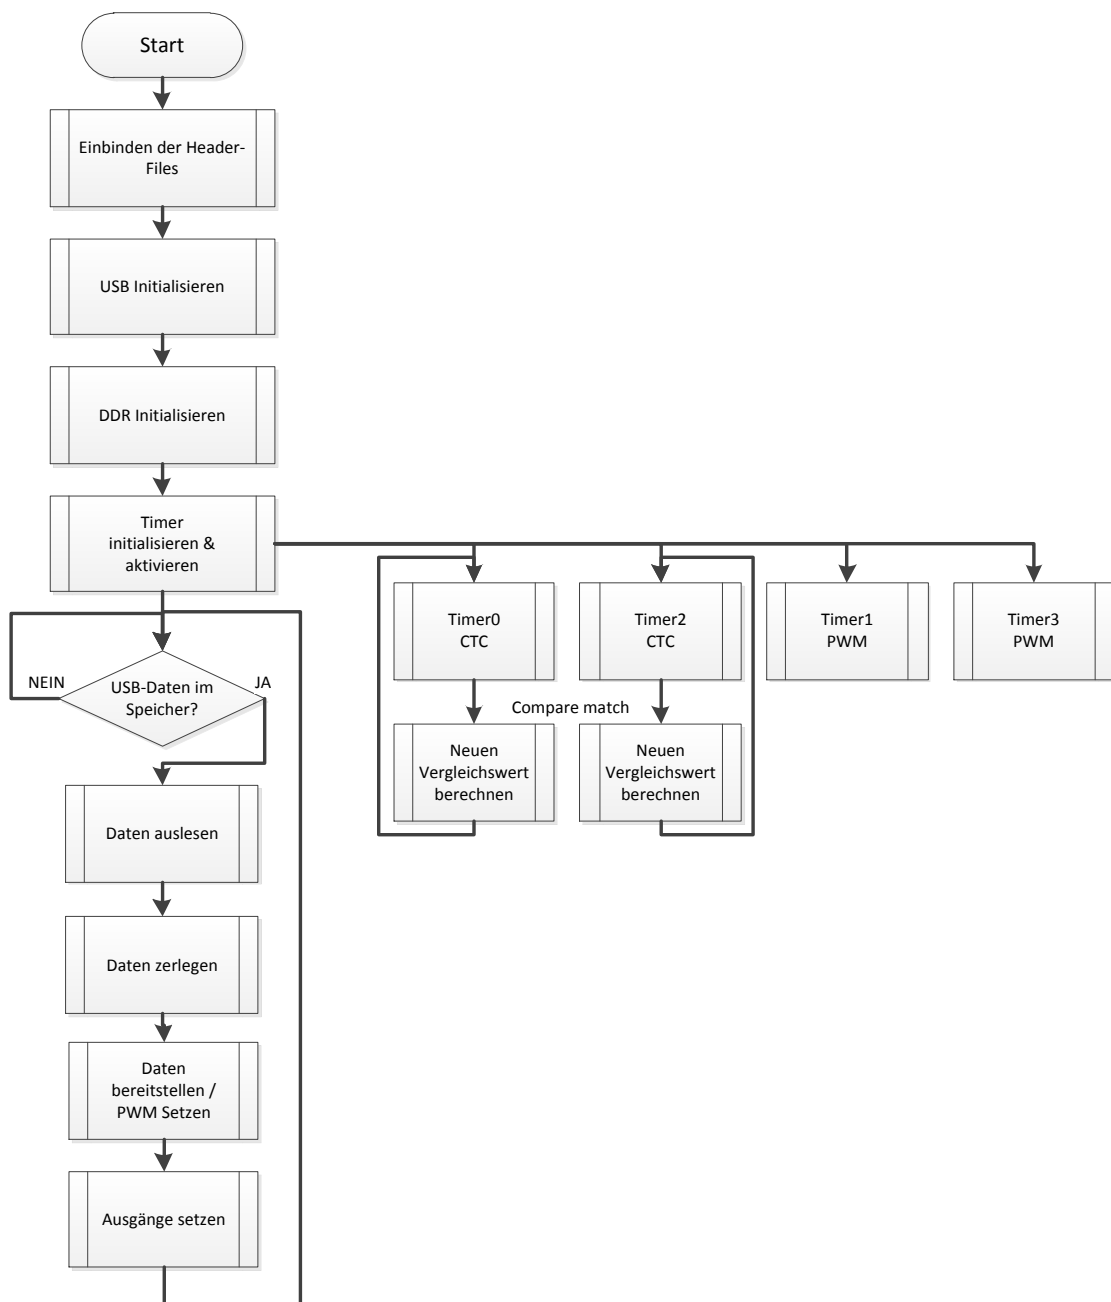 Start
Einbinden der Header-
Files
USB Initialisieren
DDR Initialisieren
Timer
initialisieren &
aktivieren
Timer0
CTC
Timer2
CTC
Timer1
PWM
Timer3
PWM
NEIN
USB-Daten im
Speicher?
JA
Compare match
Neuen
Vergleichswert
berechnen
Neuen
Vergleichswert
berechnen
Daten auslesen
Daten zerlegen
Daten
bereitstellen /
PWM Setzen
Ausgänge setzen